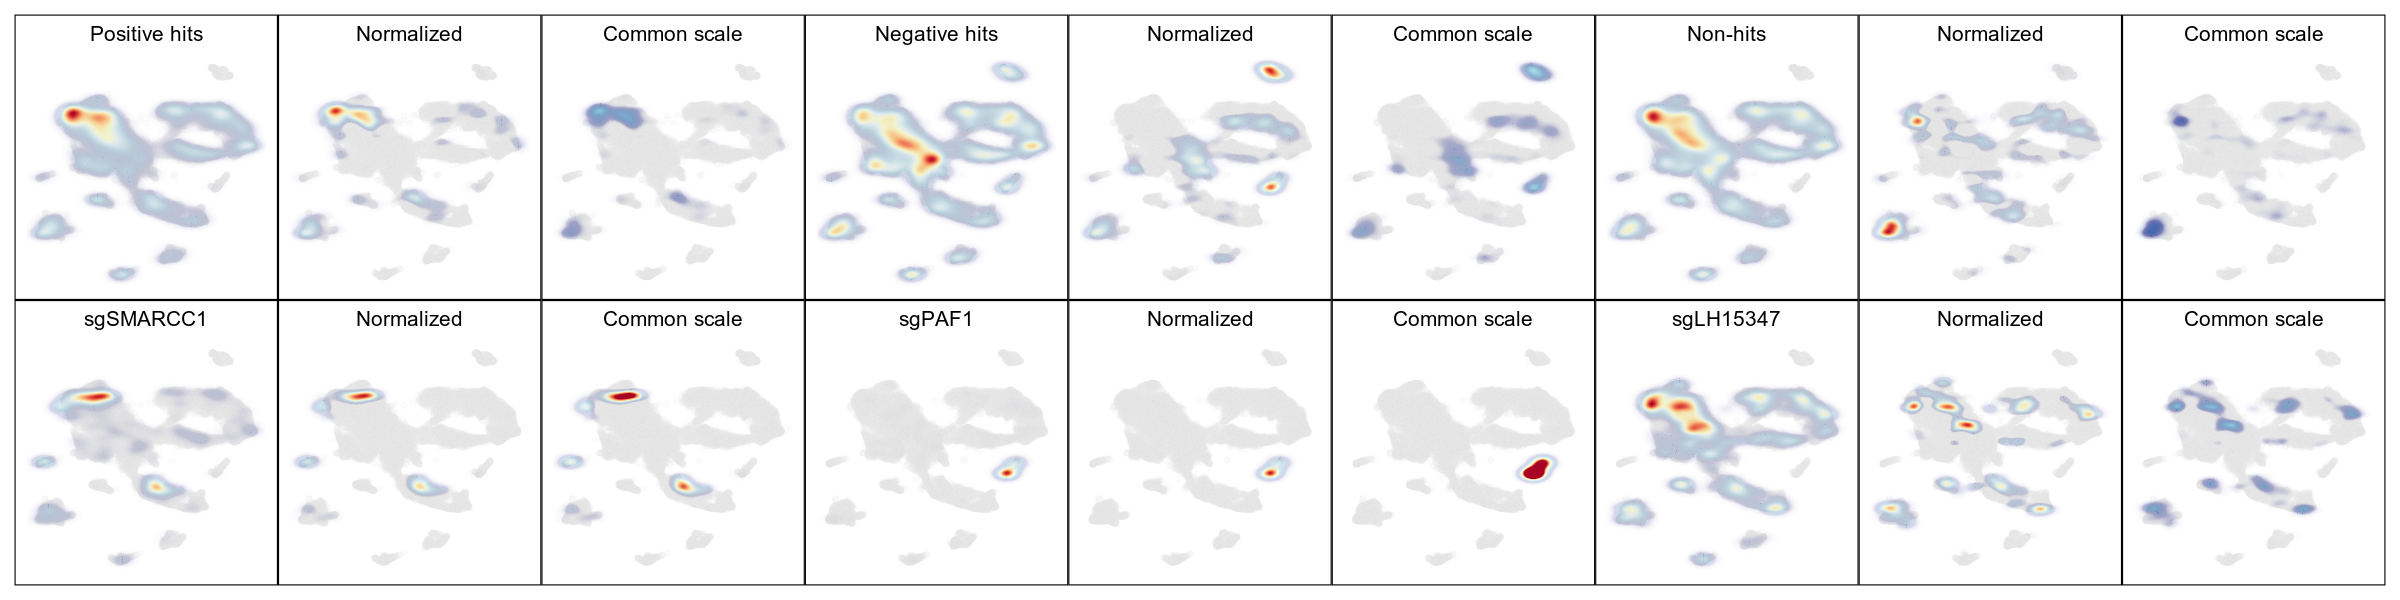 Positive hits
Normalized
Common scale
Negative hits
Normalized
Common scale
Non-hits
Normalized
Common scale
sgSMARCC1
Normalized
Common scale
sgPAF1
Normalized
Common scale
sgLH15347
Normalized
Common scale